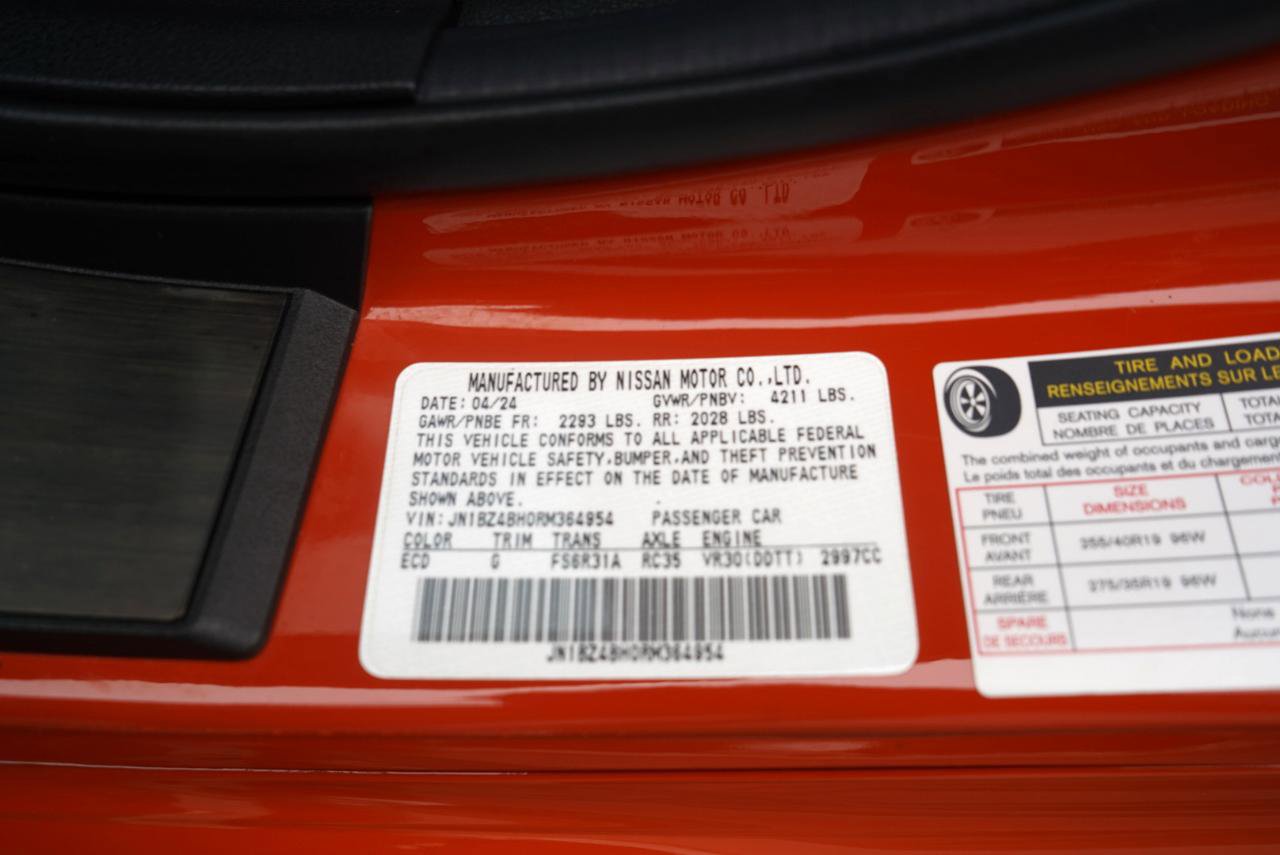 MANUFACTURED BY NISSAN MOTOR CO.,LTD.
DATE: 04/24 GVWR/PNBV: 4211 LBS.
GAWR/PNBE FR: 2293 LBS. RR: 2028 LBS.
THIS VEHICLE CONFORMS TO ALL APPLICABLE FEDERAL
MOTOR VEHICLE SAFETY,BUMPER,AND THEFT PREVENTION
STANDARDS IN EFFECT ON THE DATE OF MANUFACTURE
SHOWN ABOVE.
VIN: JN1BZ4BH0RM364954 PASSENGER CAR
COLOR TRIM TRANS AXLE ENGINE
G FS6R31A RC35 VR30(DDTT) 2997CC
JN1BZ4BH0RM364954
TIRE AND LOAD
RENSEIGNEMENTS SUR LE
SEATING CAPACITY
NOMBRE DE PLACES
The combined weight of occupants and carg
Le poids total des occupants et du chargement
TIRE
PNEU
SIZE
DIMENSIONS
FRONT
AVANT
255/40R19 96W
REAR
ARRIÈRE
275/35R19 96W
SPARE
DE SECOURS
None